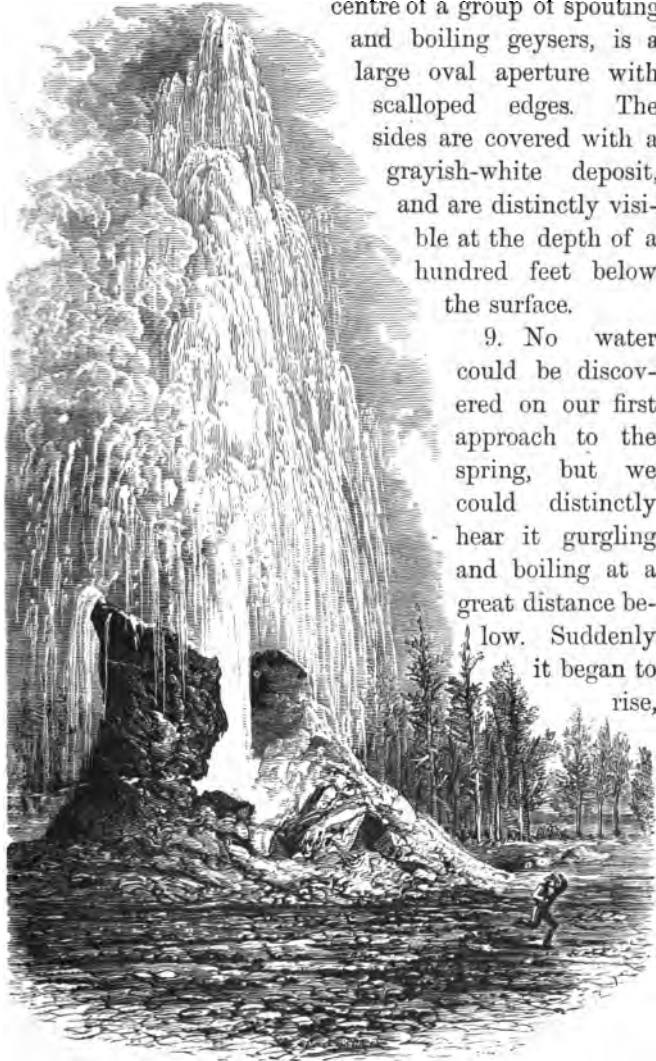 centre of a group of spouting
and boiling geysers, is a
large oval aperture with
scalloped edges. The
sides are covered with a
grayish-white deposit,
and are distinctly visi-
ble at the depth of a
hundred feet below
the surface.
9. No water
could be discov-
ered on our first
approach to the
spring, but we
could distinctly
hear it gurgling
and boiling at a
great distance be-
low. Suddenly
it began to
rise,